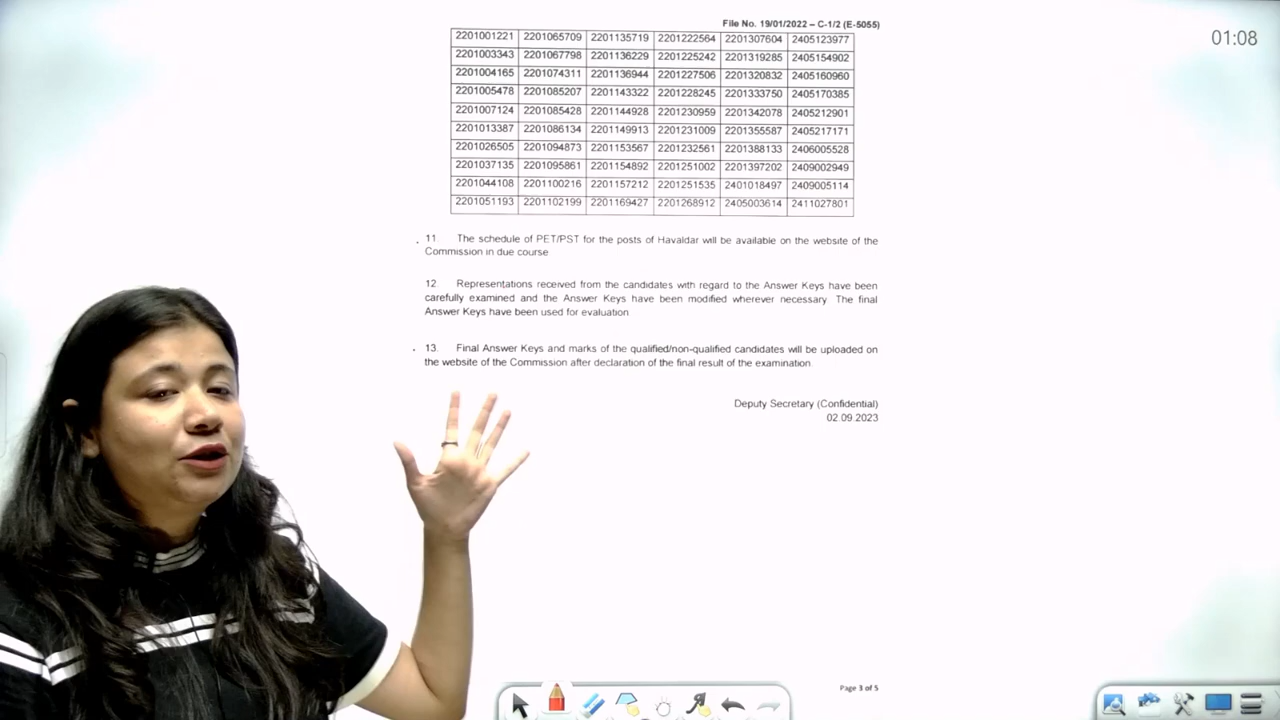 File No. 19/01/2022 – C-1/2 (E-5055)
01:08
2201001221 2201065709 2201135719 2201222564 2201307604 2405123977
2201003343 2201067798 2201136229 2201225242 2201319285 2405154902
2201004165 2201074311 2201136944 2201227506 2201320832 2405160960
2201005478 2201085207 2201143322 2201228245 2201333750 2405170385
2201007124 2201085428 2201144928 2201230959 2201342078 2405212901
2201013387 2201086134 2201149913 2201231009 2201355587 2405217171
2201026505 2201094873 2201153567 2201232561 2201388133 2406005528
2201037135 2201095861 2201154892 2201251002 2201397202 2409002949
2201044108 2201100216 2201157212 2201251535 2401018497 2409005114
2201051193 2201102199 2201169427 2201268912 2405003614 2411027801
11 The schedule of PET/PST for the posts of Havaldar will be available on the website of the
Commission in due course
12 Representations received from the candidates with regard to the Answer Keys have been
carefully examined and the Answer Keys have been modified wherever necessary The final
Answer Keys have been used for evaluation
13. Final Answer Keys and marks of the qualified/non-qualified candidates will be uploaded on
the website of the Commission after declaration of the final result of the examination
Deputy Secretary (Confidential)
02.09.2023
Page 3 of 5